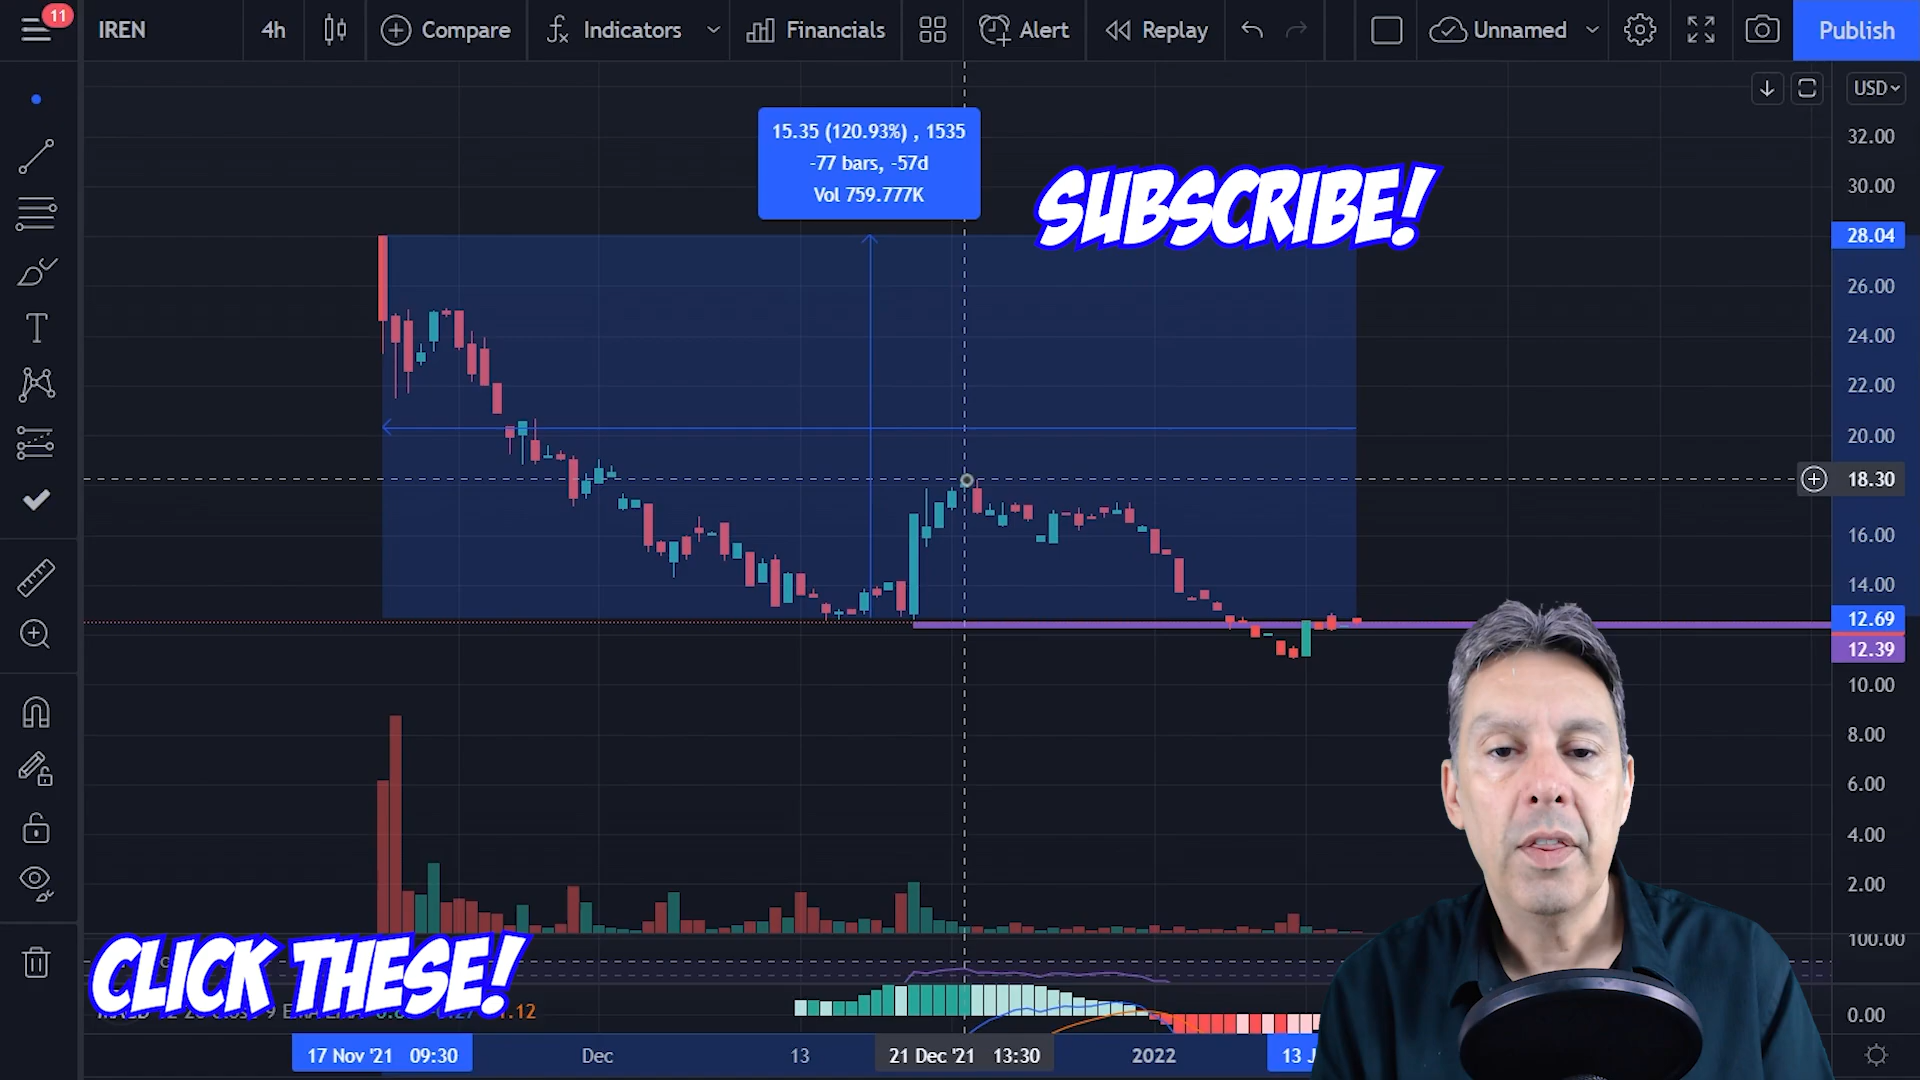 11
IREN
4h
Compare
Indicators
Financials
Alert
Replay
Unnamed
Publish
USD
15.35 (120.93%) , 1535
-77 bars, -57d
Vol 759.777K
SUBSCRIBE!
32.00
30.00
28.04
26.00
24.00
22.00
20.00
18.30
16.00
14.00
12.69
12.39
10.00
8.00
6.00
4.00
2.00
100.00
0.00
CLICK THESE!
17 Nov '21 09:30
Dec
13
21 Dec '21 13:30
2022
13 J